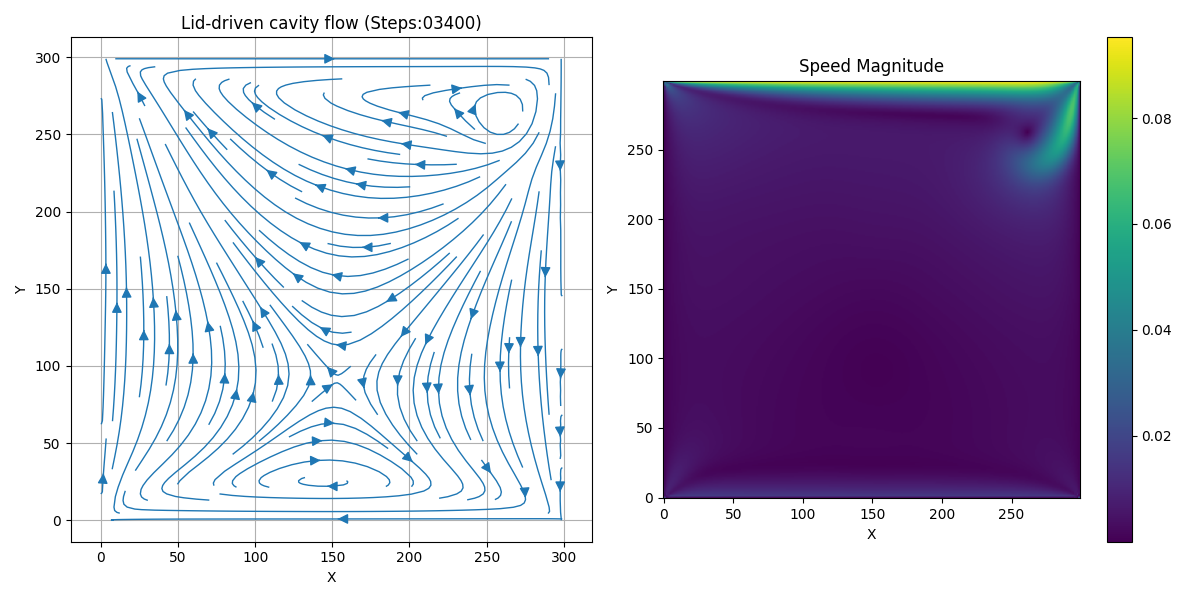 Lid-driven cavity flow (Steps:03400)
300
250
200
150
100
50
0
Y
0 50 100 150 200 250 300
X
Speed Magnitude
250
200
150
100
50
0
Y
0 50 100 150 200 250
X
0.08
0.06
0.04
0.02